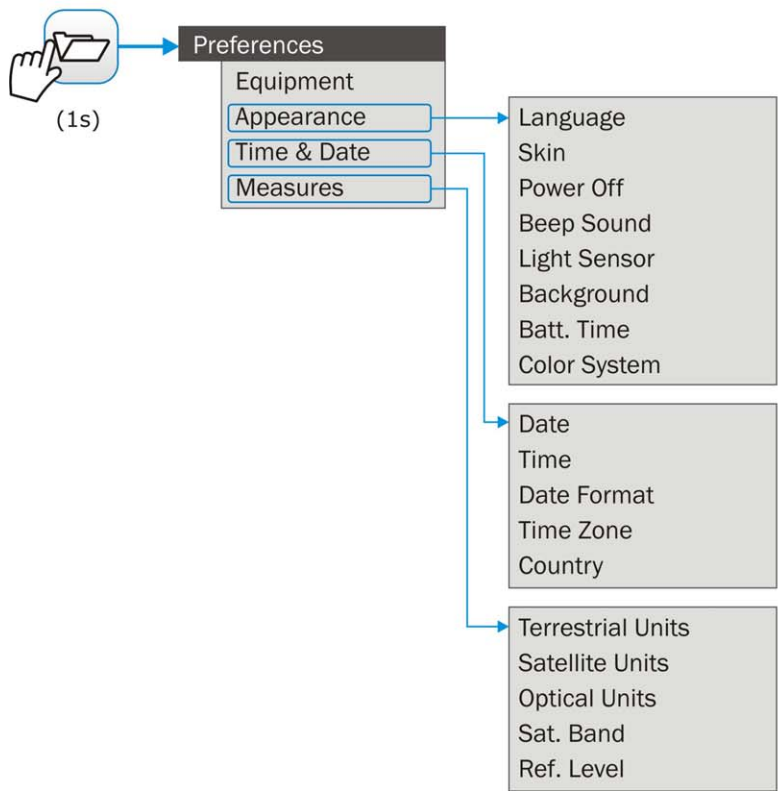 Preferences
(1s)
Equipment
Appearance
Time & Date
Measures
Language
Skin
Power Off
Beep Sound
Light Sensor
Background
Batt. Time
Color System
Date
Time
Date Format
Time Zone
Country
Terrestrial Units
Satellite Units
Optical Units
Sat. Band
Ref. Level